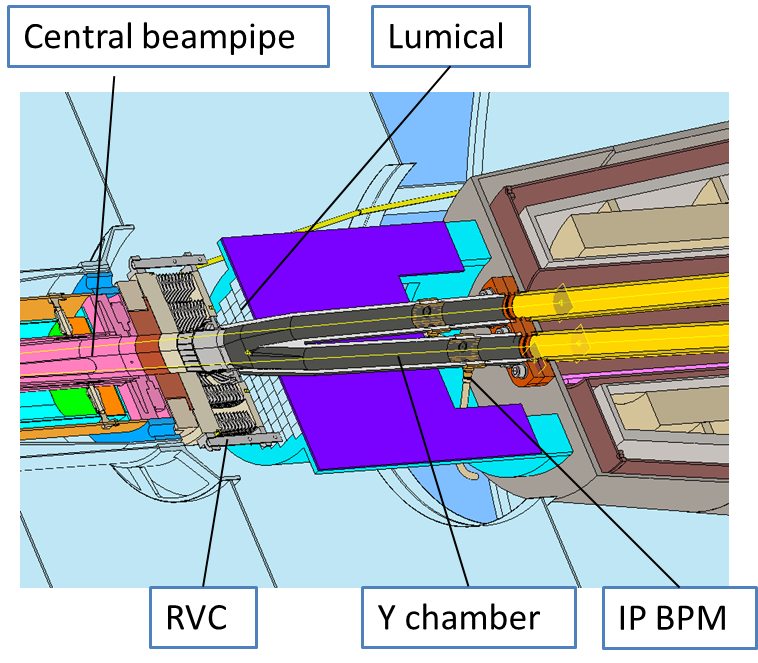 Central beampipe
Lumical
RVC
Y chamber
IP BPM